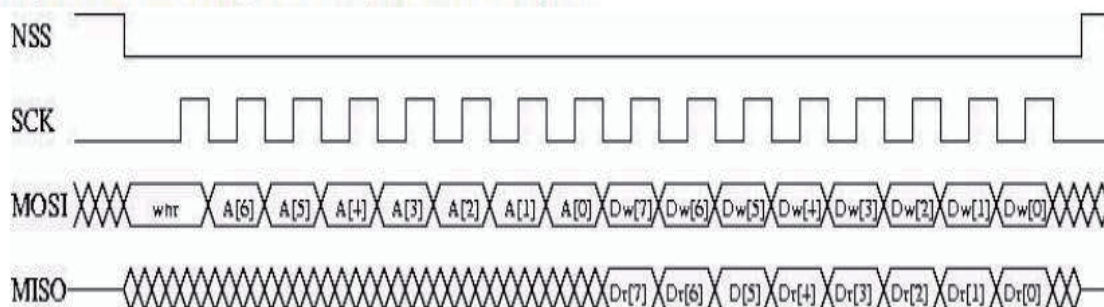 NSS
SCK
MOSI whr A[6] A[5] A[4] A[3] A[2] A[1] A[0] Dw[7] Dw[6] Dw[5] Dw[4] Dw[3] Dw[2] Dw[1] Dw[0]
MISO Dr[7] Dr[6] D[5] Dr[4] Dr[3] Dr[2] Dr[1] Dr[0]